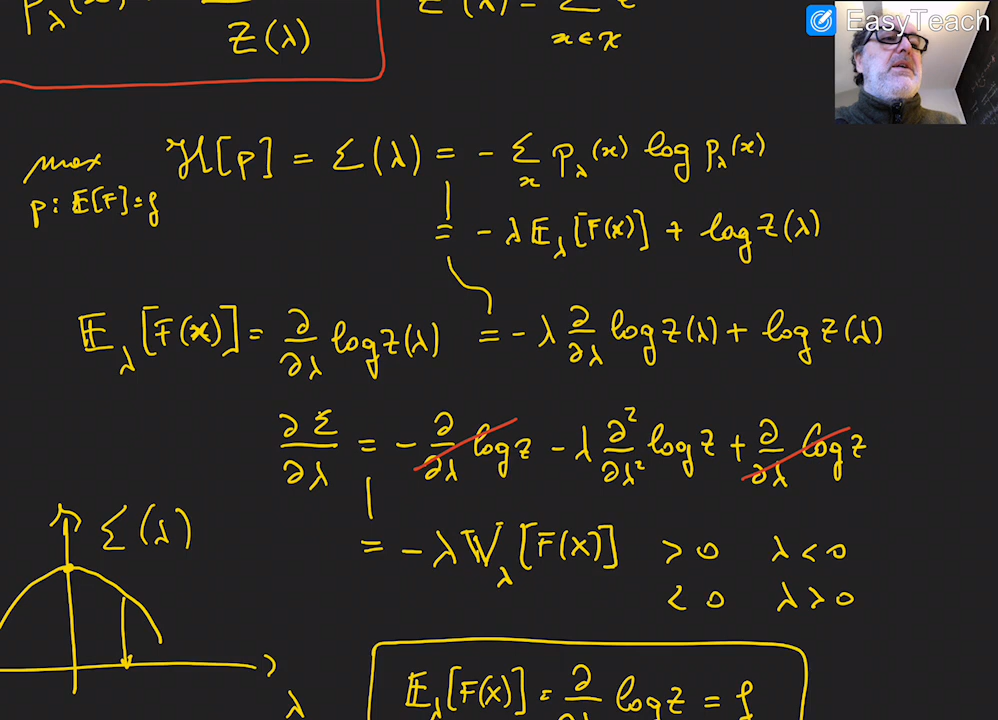 p_λ(x) =
Z(λ)
Z(λ) = Σ
x ∈ X
EasyTeach
max H[p] = Σ(λ) = - Σ_x p_λ(x) log p_λ(x)
p: E[F]=f
= - λ E_λ[F(x)] + log Z(λ)
E_λ[F(x)] = ∂/∂λ log Z(λ) = - λ ∂/∂λ log Z(λ) + log Z(λ)
∂Σ/∂λ = - ∂/∂λ log Z - λ ∂²/∂λ² log Z + ∂/∂λ log Z
Σ(λ)
= - λ V_λ[F(X)] > 0 λ < 0
< 0 λ > 0
λ
E_λ[F(X)] = ∂/∂λ log Z = f